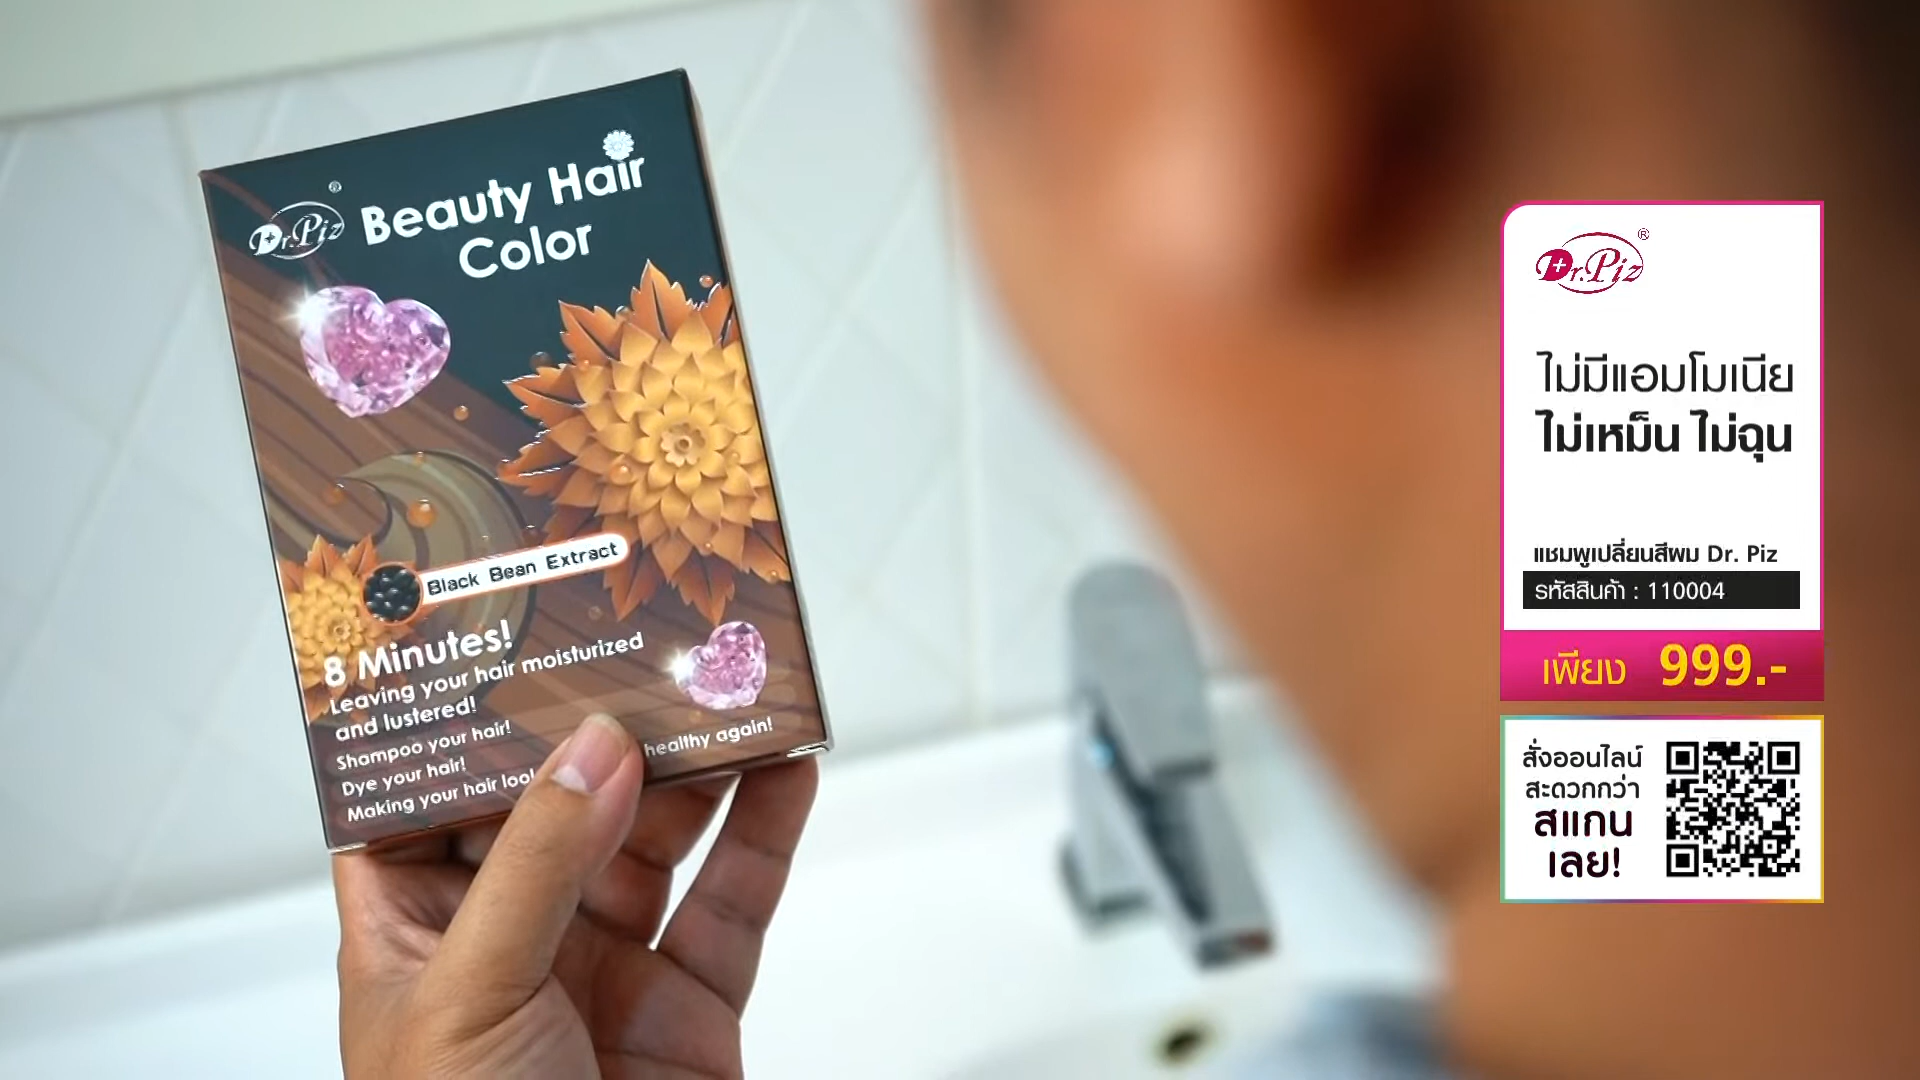 Dr.Piz ®
Beauty Hair
Color
Black Bean Extract
8 Minutes!
Leaving your hair moisturized
and lustered!
Shampoo your hair!
Dye your hair!
Making your hair look healthy again!
Dr.Piz ®
ไม่มีแอมโมเนีย
ไม่เหม็น ไม่ฉุน
แชมพูเปลี่ยนสีผม Dr. Piz
รหัสสินค้า : 110004
เพียง 999.-
สั่งออนไลน์
สะดวกกว่า
สแกน
เลย!